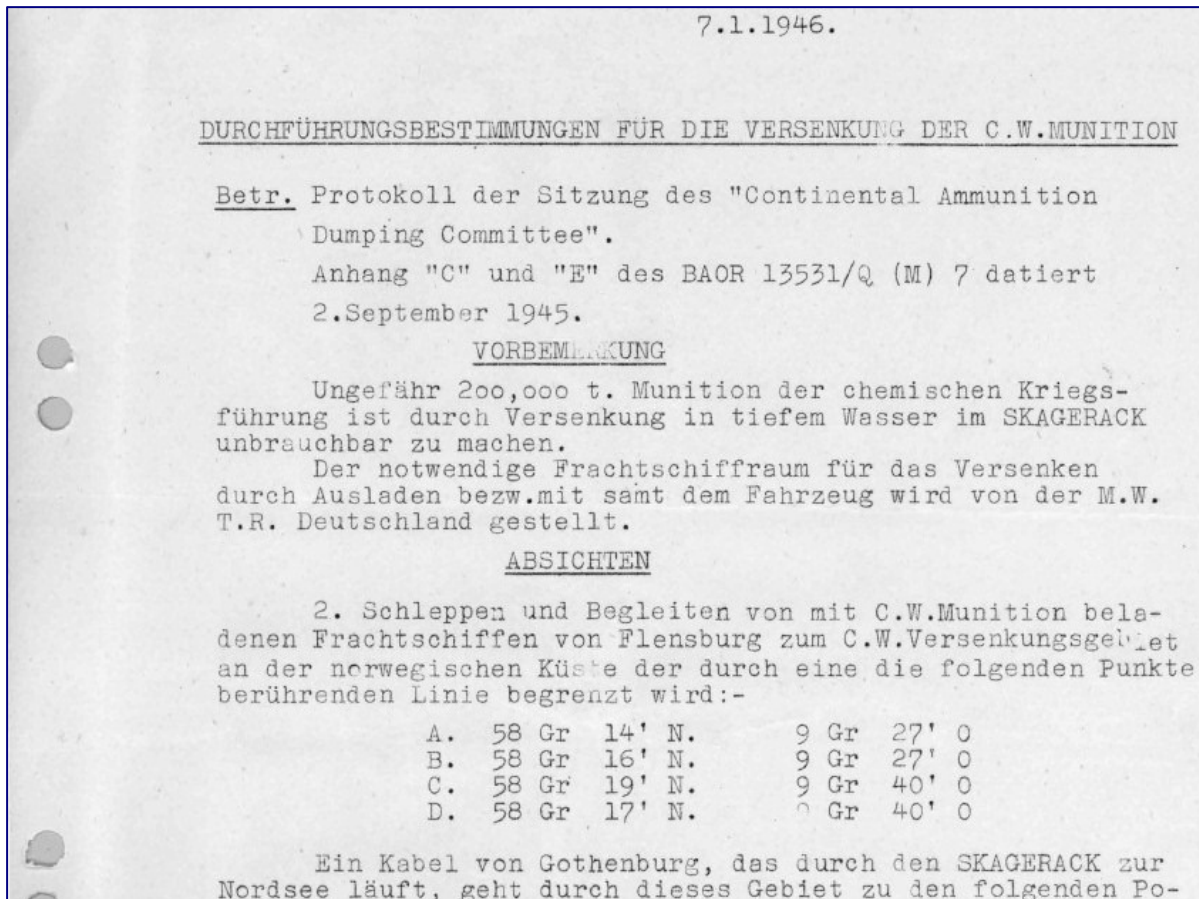 7.1.1946.
DURCHFÜHRUNGSBESTIMMUNGEN FÜR DIE VERSENKUNG DER C.W.MUNITION
Betr. Protokoll der Sitzung des "Continental Ammunition
Dumping Committee".
Anhang "C" und "E" des BAOR 13531/Q (M) 7 datiert
2.September 1945.
VORBEMERKUNG
Ungefähr 2oo,ooo t. Munition der chemischen Kriegs-
führung ist durch Versenkung in tiefem Wasser im SKAGERACK
unbrauchbar zu machen.
Der notwendige Frachtschiffraum für das Versenken
durch Ausladen bezw.mit samt dem Fahrzeug wird von der M.W.
T.R. Deutschland gestellt.
ABSICHTEN
2. Schleppen und Begleiten von mit C.W.Munition bela-
denen Frachtschiffen von Flensburg zum C.W.Versenkungsgebiet
an der norwegischen Küste der durch eine die folgenden Punkte
berührenden Linie begrenzt wird:-
A. 58 Gr 14' N. 9 Gr 27' O
B. 58 Gr 16' N. 9 Gr 27' O
C. 58 Gr 19' N. 9 Gr 40' O
D. 58 Gr 17' N. Gr 40' O
Ein Kabel von Gothenburg, das durch den SKAGERACK zur
Nordsee läuft, geht durch dieses Gebiet zu den folgenden Po-